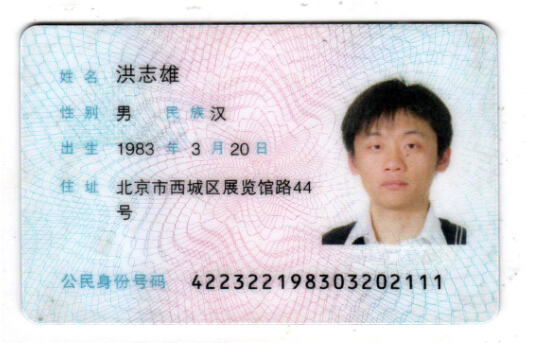 姓名 洪志雄
性别 男 民族 汉
出生 1983 年 3 月 20 日
住址 北京市西城区展览馆路44
号
公民身份号码 422322198303202111